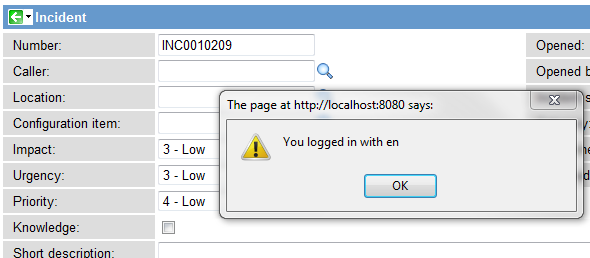 Incident
Number: INC0010209 Opened:
Caller: Opened b
Location:
The page at http://localhost:8080 says:
Configuration item:
You logged in with en
Impact: 3 - Low
Urgency: 3 - Low
OK
Priority: 4 - Low
Knowledge:
Short description: